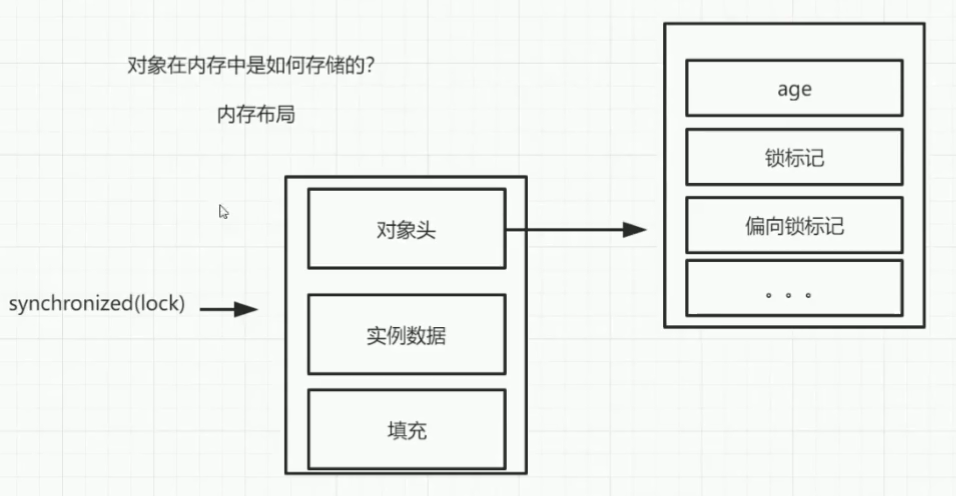 对象在内存中是如何存储的?
内存布局
synchronized(lock)
对象头
实例数据
填充
age
锁标记
偏向锁标记
。。。